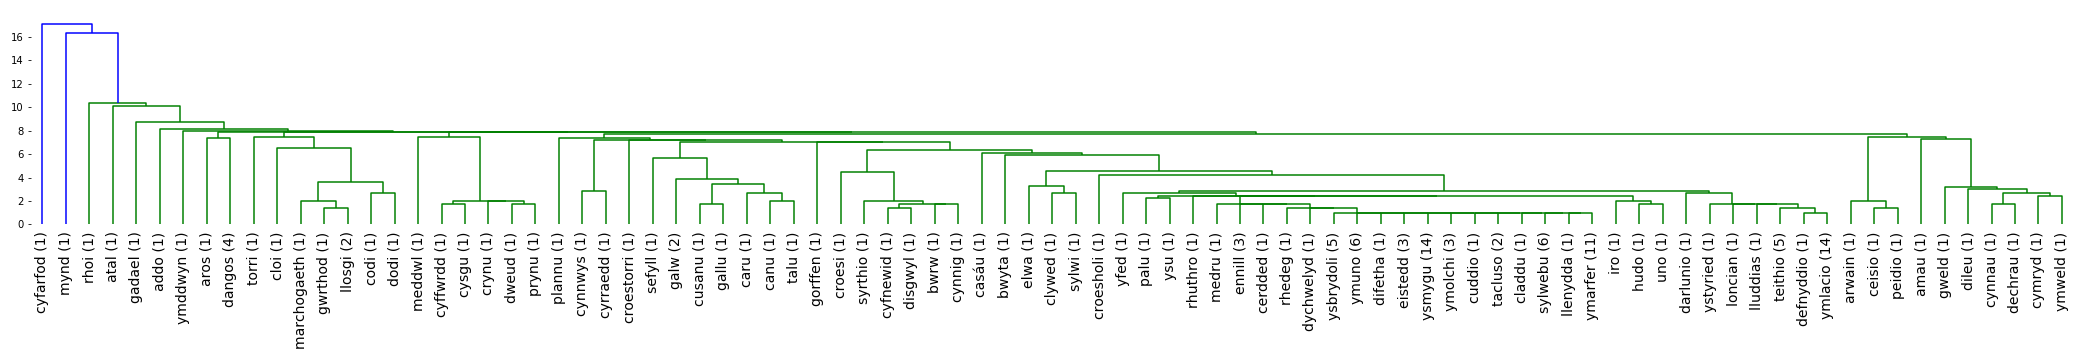 16
14
12
10
8
6
4
2
0
cyfarfod (1)
mynd (1)
rhoi (1)
atal (1)
gadael (1)
addo (1)
ymddwyn (1)
aros (1)
dangos (4)
torri (1)
cloi (1)
marchogaeth (1)
gwrthod (1)
llosgi (2)
codi (1)
dodi (1)
meddwl (1)
cyffwrdd (1)
cysgu (1)
crynu (1)
dweud (1)
prynu (1)
plannu (1)
cynnwys (1)
cyrraedd (1)
croestorri (1)
sefyll (1)
galw (2)
cusanu (1)
gallu (1)
caru (1)
canu (1)
talu (1)
gorffen (1)
croesi (1)
syrthio (1)
cyfnewid (1)
disgwyl (1)
bwrw (1)
cynnig (1)
casáu (1)
bwyta (1)
elwa (1)
clywed (1)
sylwi (1)
croesholi (1)
yfed (1)
palu (1)
ysu (1)
rhuthro (1)
medru (1)
ennill (3)
cerdded (1)
rhedeg (1)
dychwelyd (1)
ysbrydoli (5)
ymuno (6)
difetha (1)
eistedd (3)
ysmygu (14)
ymolchi (3)
cuddio (1)
tacluso (2)
claddu (1)
sylwebu (6)
llenydda (1)
ymarfer (11)
iro (1)
hudo (1)
uno (1)
darlunio (1)
ystyried (1)
loncian (1)
lluddias (1)
teithio (5)
defnyddio (1)
ymlacio (14)
arwain (1)
ceisio (1)
peidio (1)
amau (1)
gweld (1)
dileu (1)
cynnau (1)
dechrau (1)
cymryd (1)
ymweld (1)